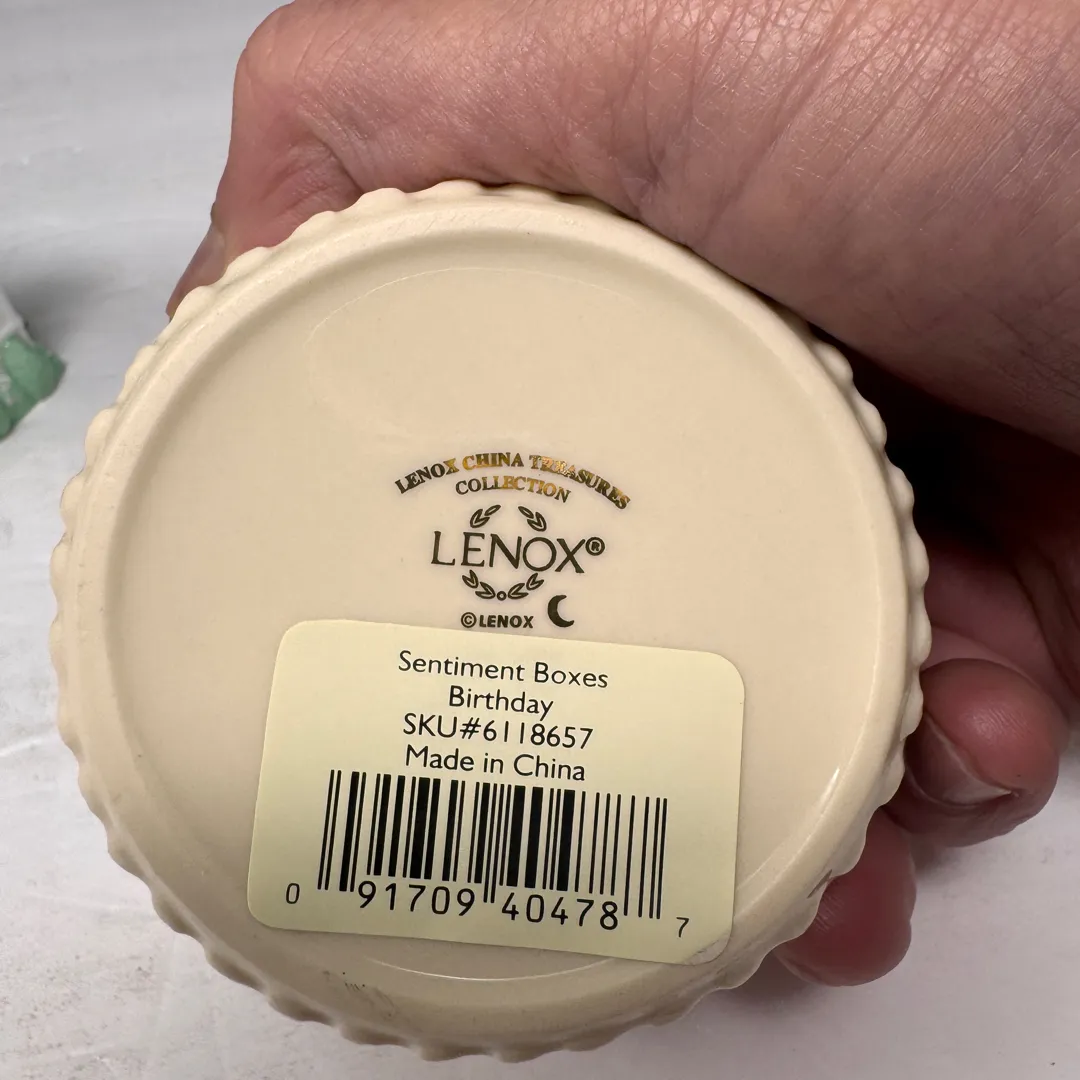 LENOX CHINA TREASURES
COLLECTION
LENOX®
©LENOX
Sentiment Boxes
Birthday
SKU#6118657
Made in China
0 91709 40478 7